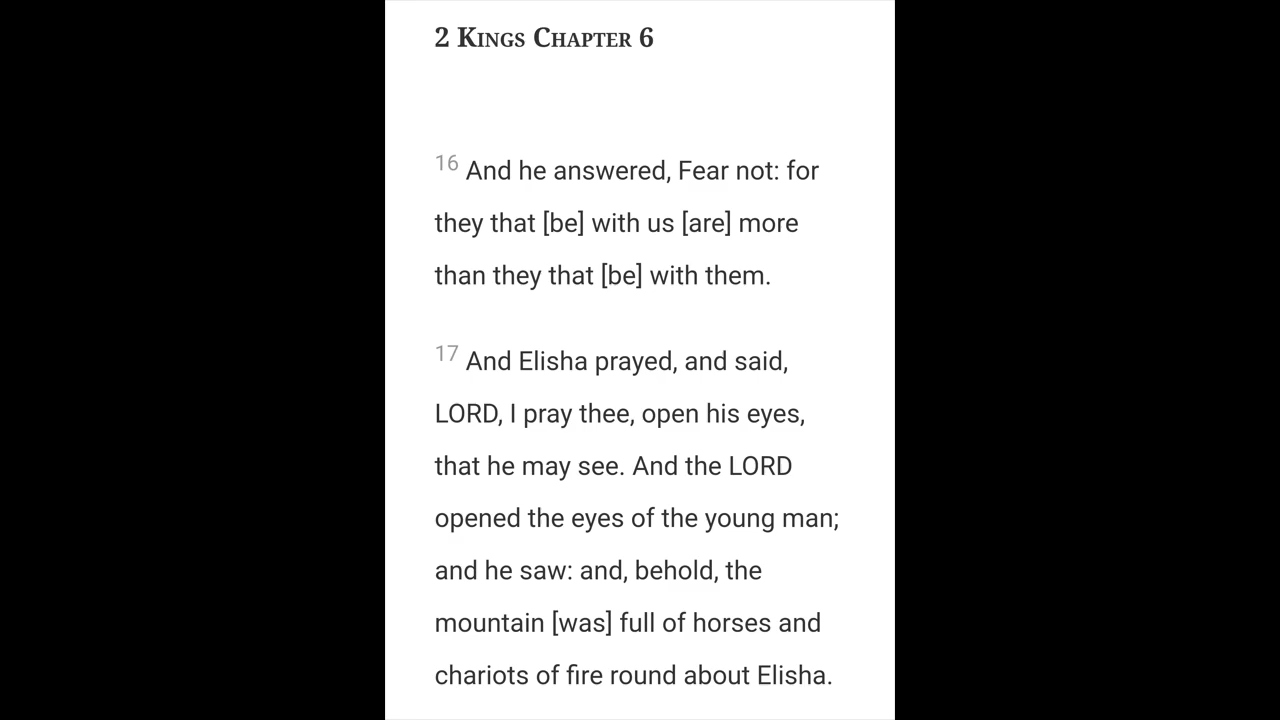 2 Kings Chapter 6
16 And he answered, Fear not: for
they that [be] with us [are] more
than they that [be] with them.
17 And Elisha prayed, and said,
LORD, I pray thee, open his eyes,
that he may see. And the LORD
opened the eyes of the young man;
and he saw: and, behold, the
mountain [was] full of horses and
chariots of fire round about Elisha.